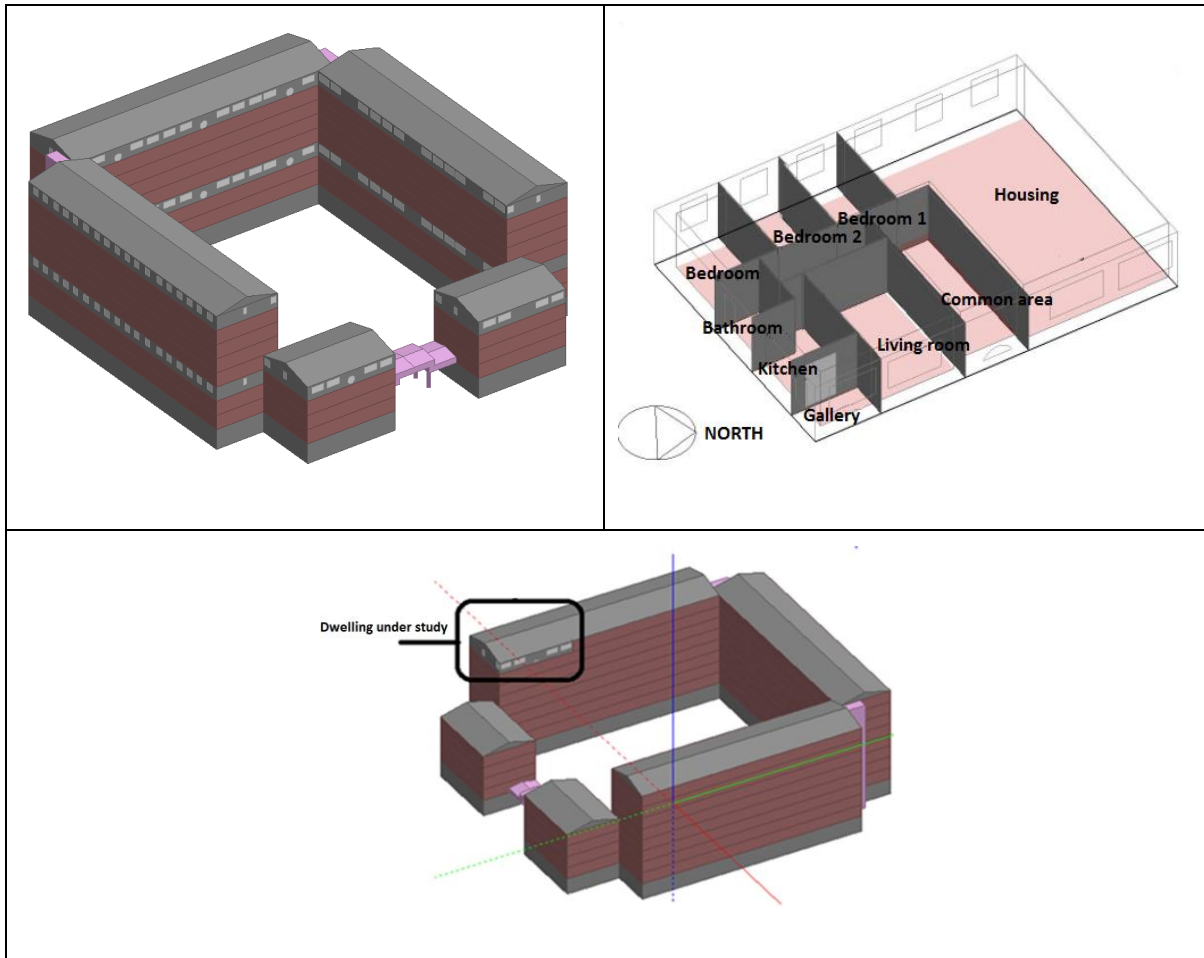 Housing
Bedroom 1
Bedroom 2
Bedroom
Common area
Bathroom
Living room
Kitchen
Gallery
NORTH
Dwelling under study